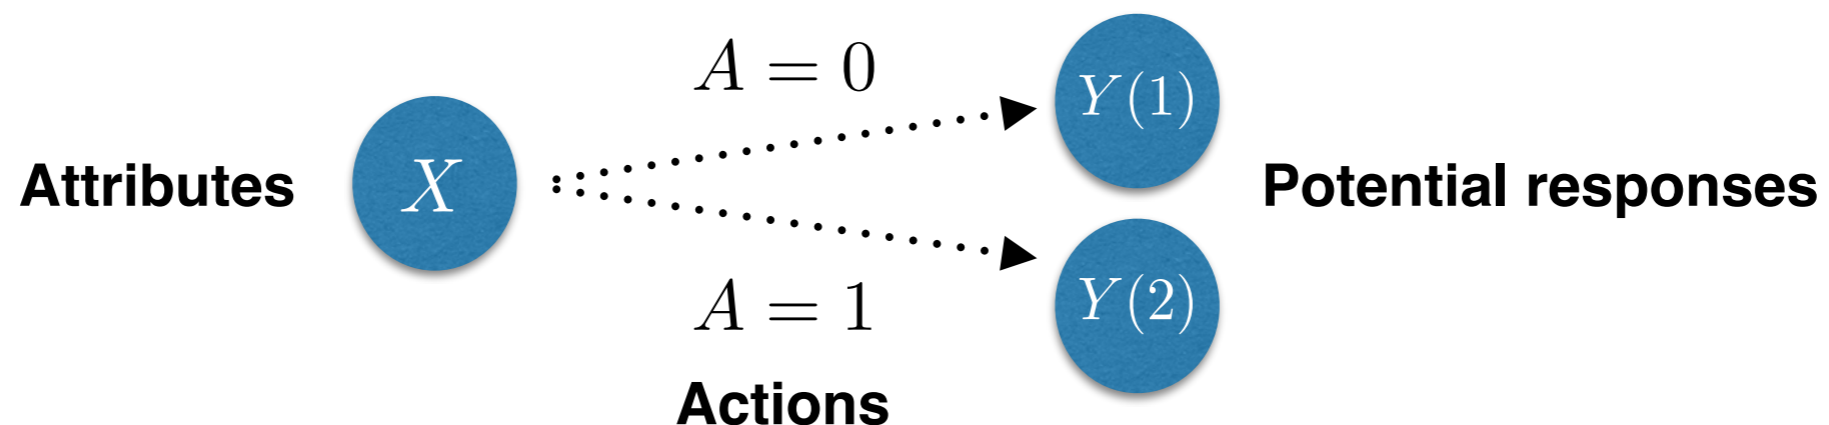 A = 0
Y(1)
Attributes
X
Potential responses
A = 1
Y(2)
Actions